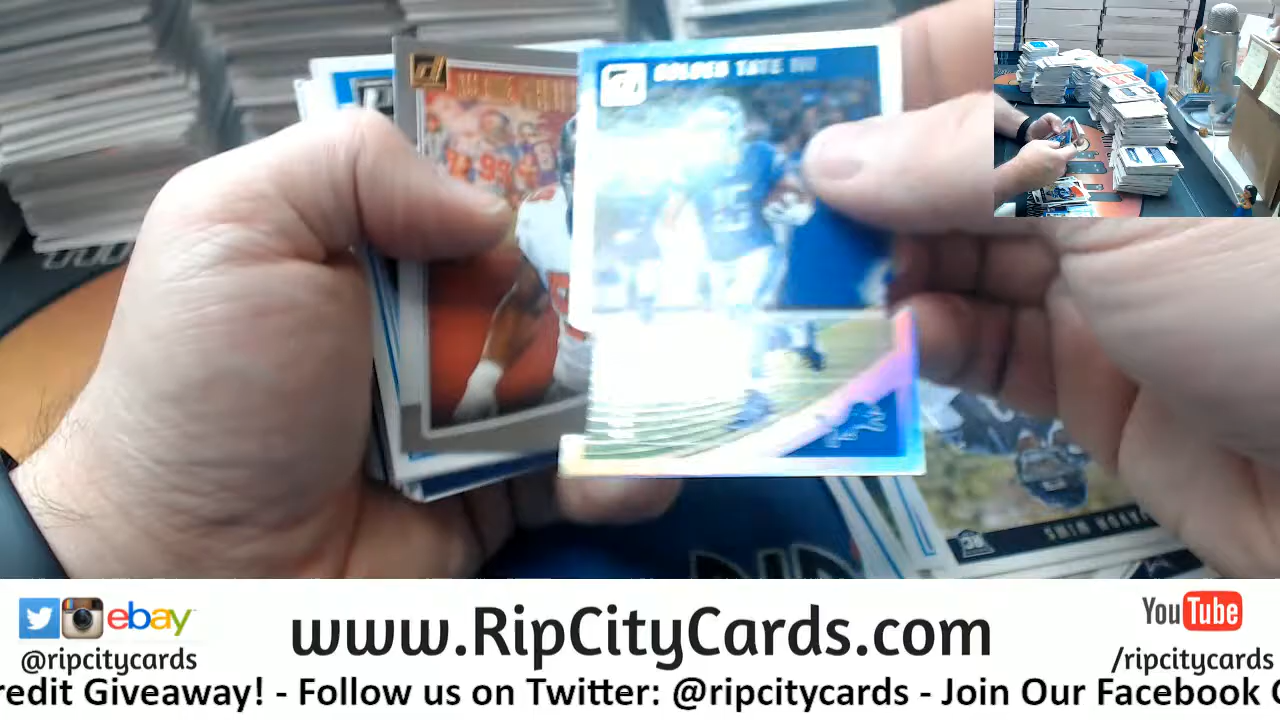 GOLDEN TATE III
YouTube
ebay
www.RipCityCards.com
@ripcitycards
/ripcitycards
redit Giveaway! - Follow us on Twitter: @ripcitycards - Join Our Facebook